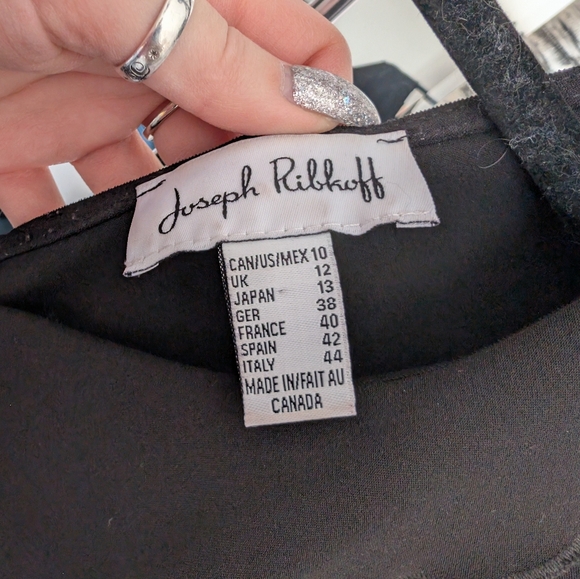 Joseph Ribkoff
CAN/US/MEX 10
UK 12
JAPAN 13
GER 38
FRANCE 40
SPAIN 42
ITALY 44
MADE IN/FAIT AU
CANADA